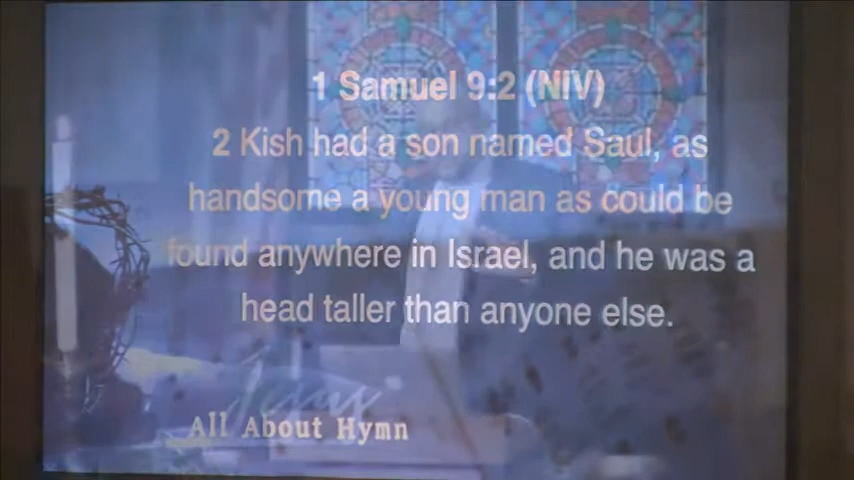 1 Samuel 9:2 (NIV)
2 Kish had a son named Saul, as
handsome a young man as could be
found anywhere in Israel, and he was a
head taller than anyone else.
Jesus
All About Hymn